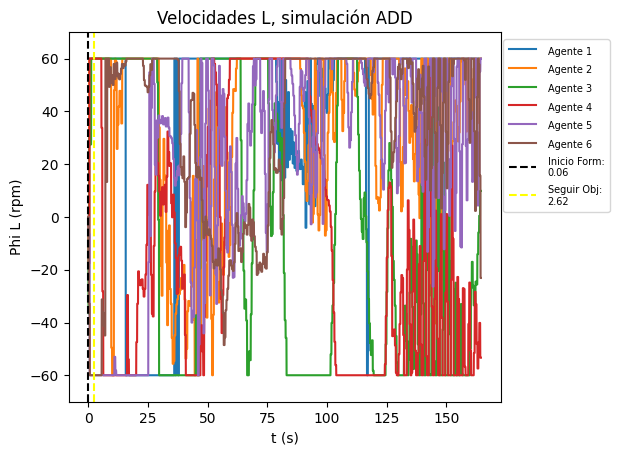 Velocidades L, simulación ADD
Phi L (rpm)
60
40
20
0
−20
−40
−60
0
25
50
75
100
125
150
t (s)
Agente 1
Agente 2
Agente 3
Agente 4
Agente 5
Agente 6
Inicio Form:
0.06
Seguir Obj:
2.62